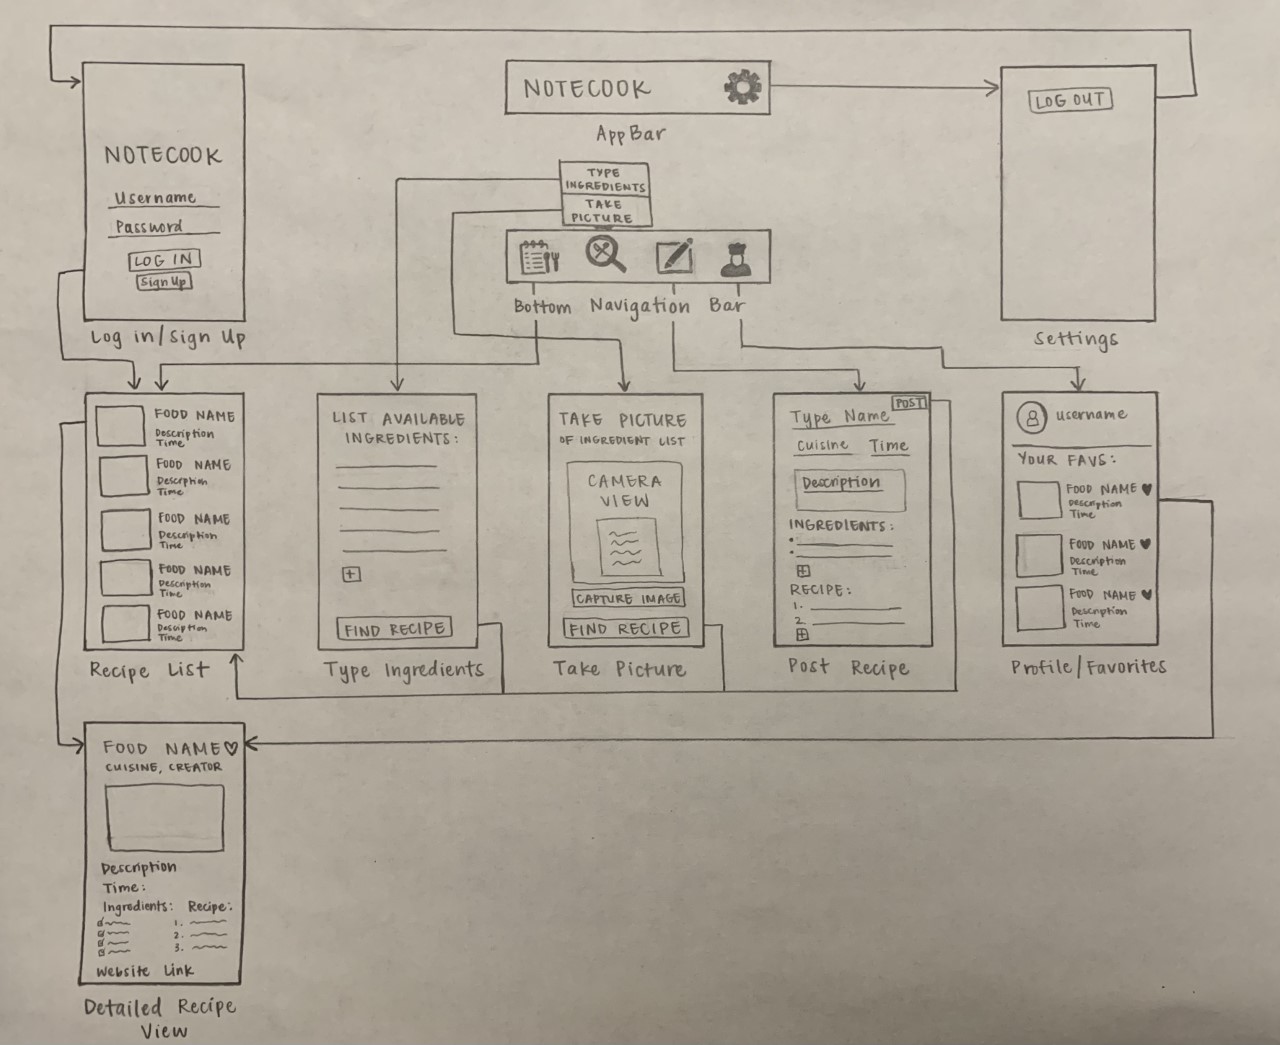 NOTECOOK
Username
Password
LOG IN
Sign Up
Log in/Sign Up
NOTECOOK
AppBar
TYPE
INGREDIENTS
TAKE
PICTURE
Bottom Navigation Bar
LOG OUT
Settings
FOOD NAME
Description
Time
FOOD NAME
Description
Time
FOOD NAME
Description
Time
FOOD NAME
Description
Time
FOOD NAME
Description
Time
Recipe List
LIST AVAILABLE
INGREDIENTS:
+
FIND RECIPE
Type Ingredients
TAKE PICTURE
OF INGREDIENT LIST
CAMERA
VIEW
CAPTURE IMAGE
FIND RECIPE
Take Picture
POST
Type Name
Cuisine Time
Description
INGREDIENTS:
+
RECIPE:
1.
2
+
Post Recipe
username
YOUR FAVS:
FOOD NAME ♥
Description
Time
FOOD NAME ♥
Description
Time
FOOD NAME ♥
Description
Time
Profile/Favorites
FOOD NAME ♡
CUISINE, CREATOR
Description
Time:
Ingredients: Recipe:
1.
2.
3.
Website Link
Detailed Recipe
View